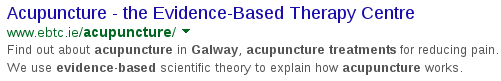 Acupuncture - the Evidence-Based Therapy Centre
www.ebtc.ie/acupuncture/
Find out about acupuncture in Galway, acupuncture treatments for reducing pain.
We use evidence-based scientific theory to explain how acupuncture works.